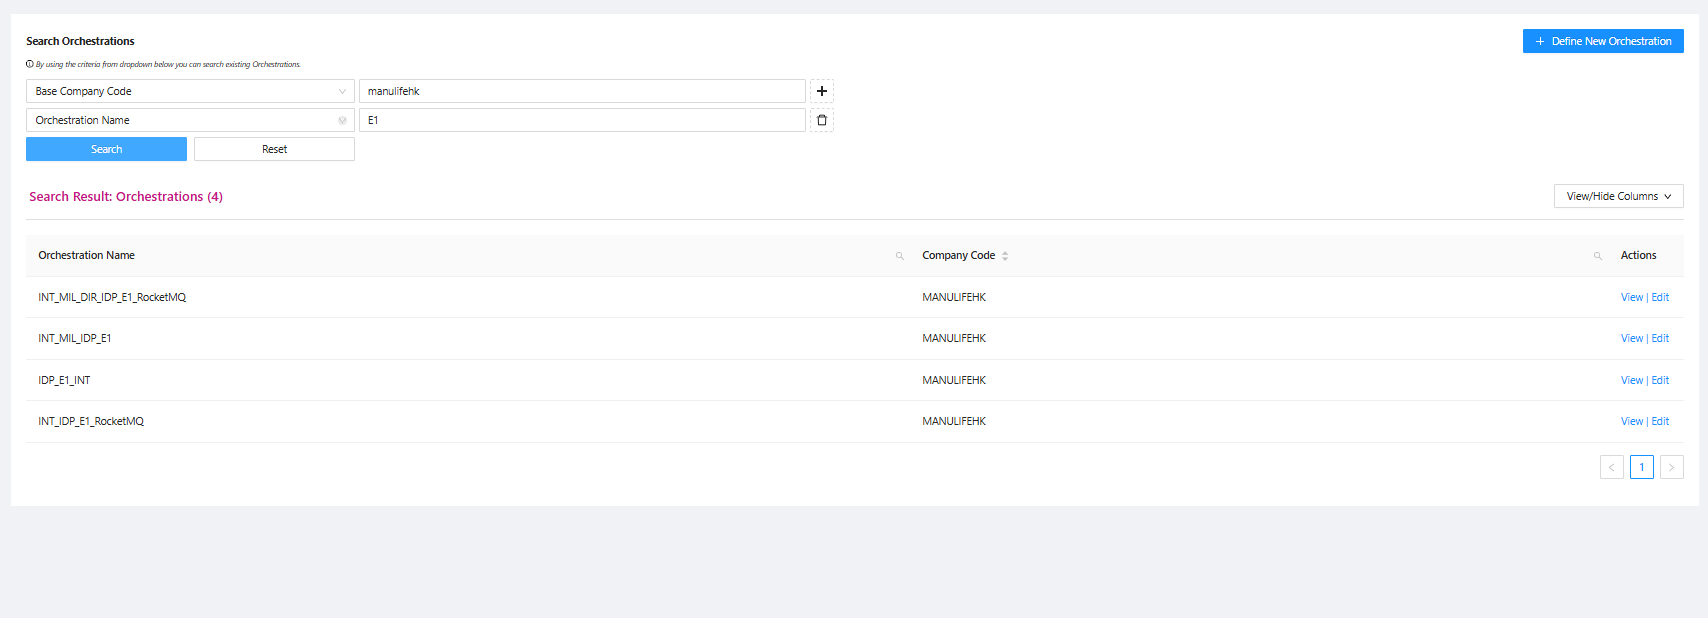 Search Orchestrations
Define New Orchestration
By using the criteria from dropdown below you can search existing Orchestrations.
Base Company Code
manulifehk
Orchestration Name
E1
Search
Reset
Search Result: Orchestrations (4)
View/Hide Columns
Orchestration Name
Company Code
Actions
INT_MIL_DIR_IDP_E1_RocketMQ
MANULIFEHK
View | Edit
INT_MIL_IDP_E1
MANULIFEHK
View | Edit
IDP_E1_INT
MANULIFEHK
View | Edit
INT_IDP_E1_RocketMQ
MANULIFEHK
View | Edit
1